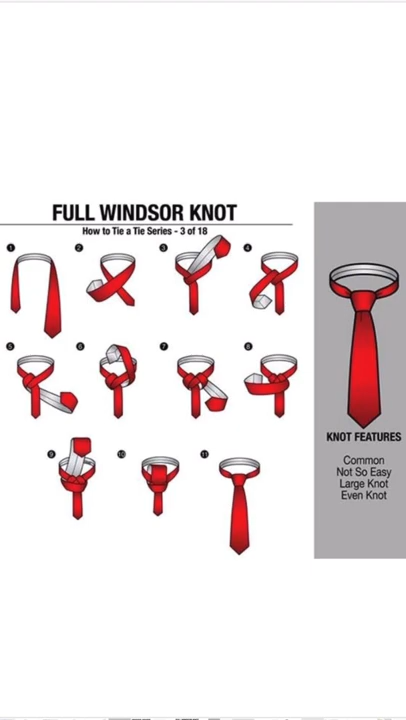 FULL WINDSOR KNOT
How to Tie a Tie Series - 3 of 18
1
2
3
4
5
6
7
8
9
10
11
KNOT FEATURES
Common
Not So Easy
Large Knot
Even Knot